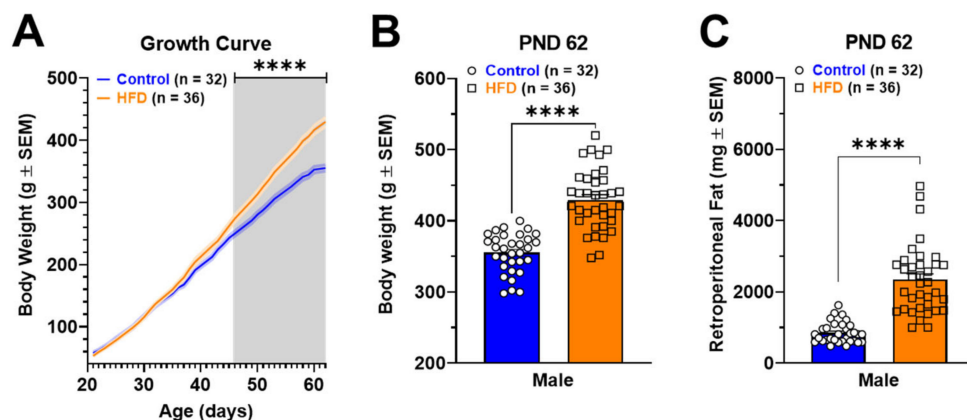 A
Growth Curve
****
Control (n = 32)
HFD (n = 36)
Body Weight (g ± SEM)
500
400
300
200
100
20
30
40
50
60
Age (days)
B
PND 62
Control (n = 32)
HFD (n = 36)
****
Body weight (g ± SEM)
600
500
400
300
200
Male
C
PND 62
Control (n = 32)
HFD (n = 36)
****
Retroperitoneal Fat (mg ± SEM)
8000
6000
4000
2000
0
Male